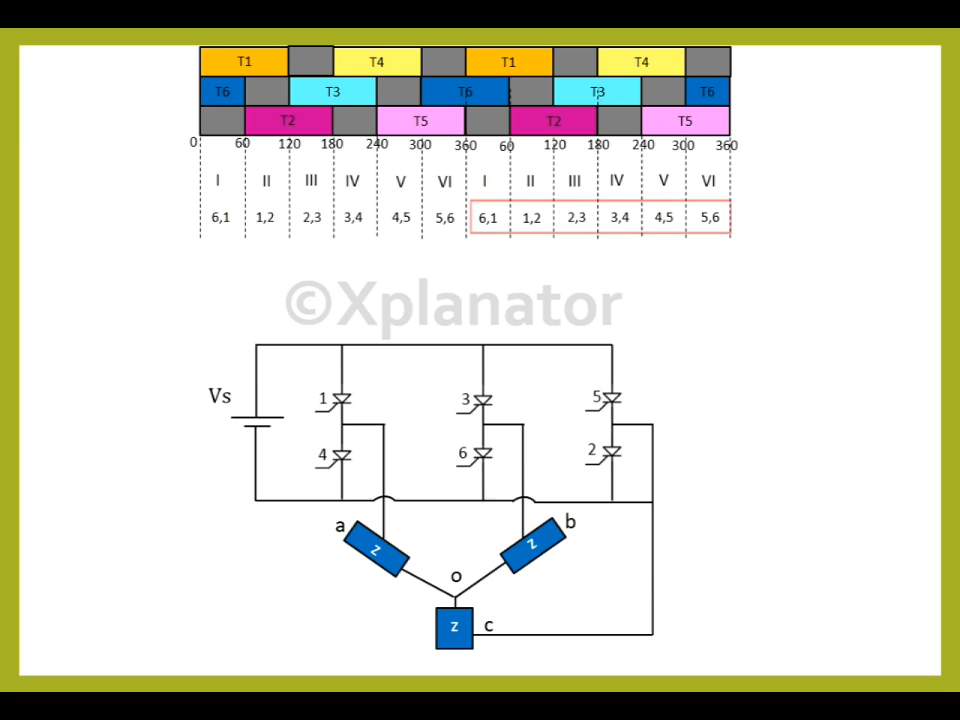 T1 T4 T1 T4
T6 T3 T6 T3 T6
T2 T5 T2 T5
0 60 120 180 240 300 360 60 120 180 240 300 360
I II III IV V VI I II III IV V VI
6,1 1,2 2,3 3,4 4,5 5,6 6,1 1,2 2,3 3,4 4,5 5,6
©Xplanator
Vs 1 3 5
4 6 2
a b
z z
o
z c